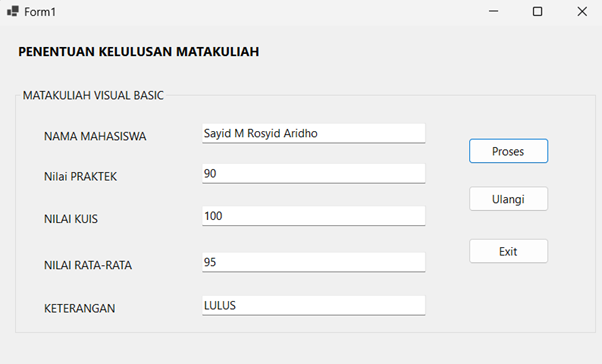 Form1
PENENTUAN KELULUSAN MATAKULIAH
MATAKULIAH VISUAL BASIC
NAMA MAHASISWA Sayid M Rosyid Aridho
Proses
Nilai PRAKTEK 90
Ulangi
NILAI KUIS 100
Exit
NILAI RATA-RATA 95
KETERANGAN LULUS